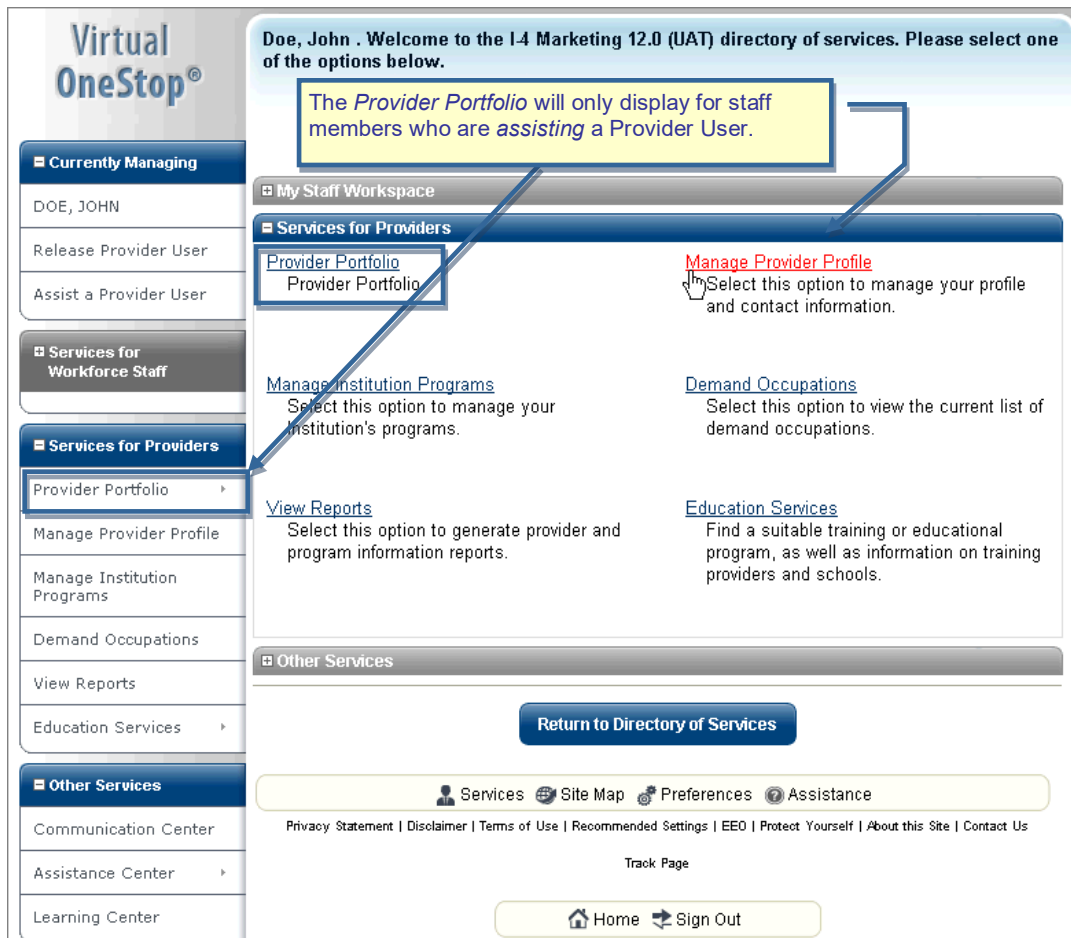 Virtual
OneStop®
Currently Managing
DOE, JOHN
Release Provider User
Assist a Provider User
Services for
Workforce Staff
Services for Providers
Provider Portfolio
Manage Provider Profile
Manage Institution
Programs
Demand Occupations
View Reports
Education Services
Other Services
Communication Center
Assistance Center
Learning Center
Doe, John . Welcome to the I-4 Marketing 12.0 (UAT) directory of services. Please select one
of the options below.
The Provider Portfolio will only display for staff
members who are assisting a Provider User.
My Staff Workspace
Services for Providers
Provider Portfolio
Provider Portfolio
Manage Provider Profile
Select this option to manage your profile
and contact information.
Manage Institution Programs
Select this option to manage your
institution's programs.
Demand Occupations
Select this option to view the current list of
demand occupations.
View Reports
Select this option to generate provider and
program information reports.
Education Services
Find a suitable training or educational
program, as well as information on training
providers and schools.
Other Services
Return to Directory of Services
Services Site Map Preferences Assistance
Privacy Statement | Disclaimer | Terms of Use | Recommended Settings | EEO | Protect Yourself | About this Site | Contact Us
Track Page
Home Sign Out